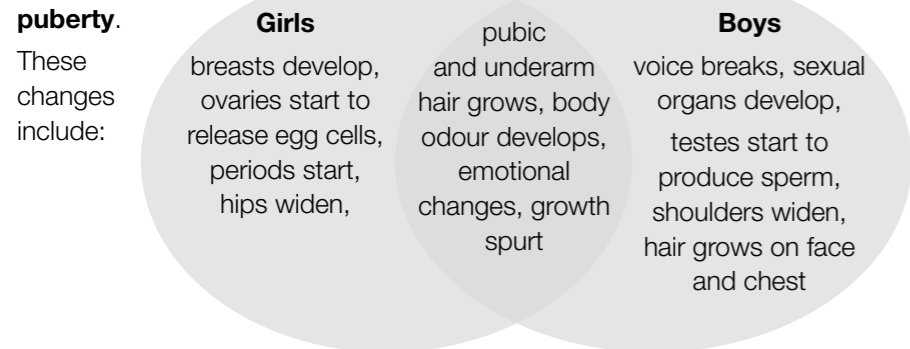 puberty.
These
changes
include:
Girls
breasts develop,
ovaries start to
release egg cells,
periods start,
hips widen,
pubic
and underarm
hair grows, body
odour develops,
emotional
changes, growth
spurt
Boys
voice breaks, sexual
organs develop,
testes start to
produce sperm,
shoulders widen,
hair grows on face
and chest